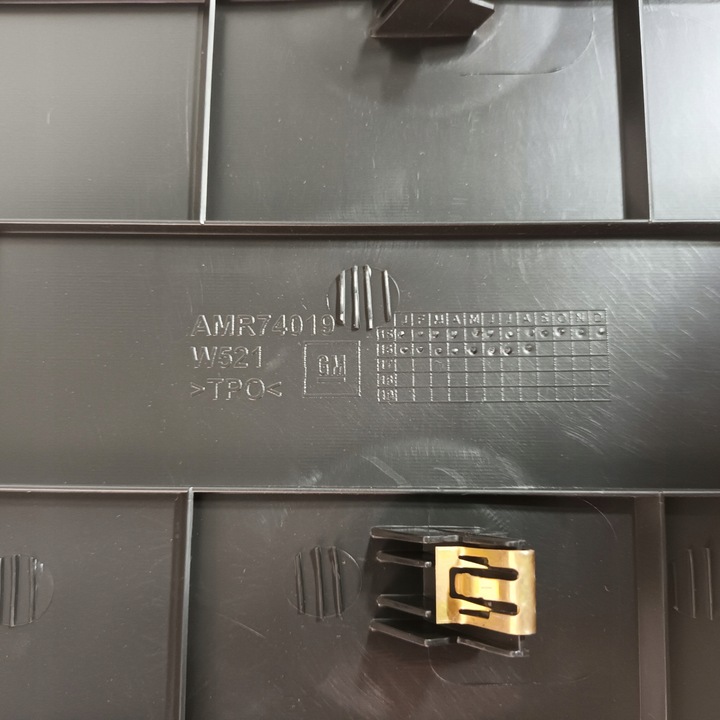 AMR74019
W521
>TPO<
GM
J F M A M J J A S O N D